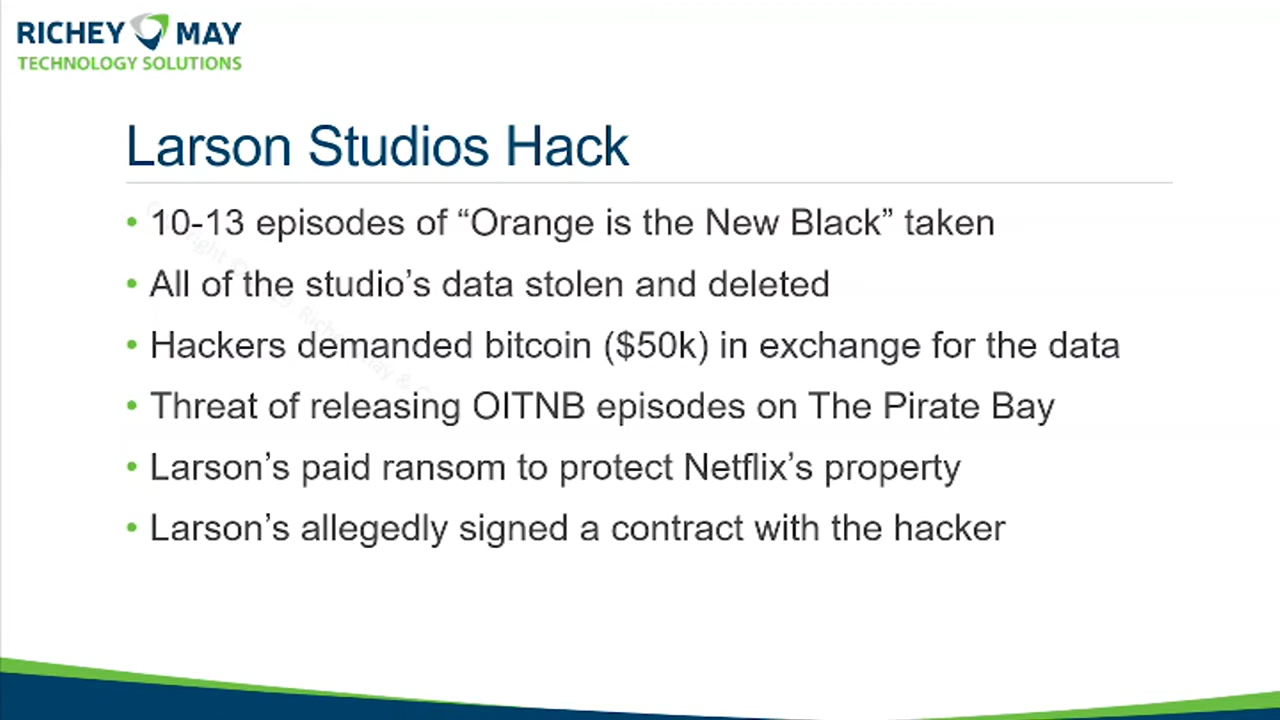 RICHEY MAY
TECHNOLOGY SOLUTIONS
Larson Studios Hack
• 10-13 episodes of “Orange is the New Black” taken
• All of the studio’s data stolen and deleted
• Hackers demanded bitcoin ($50k) in exchange for the data
• Threat of releasing OITNB episodes on The Pirate Bay
• Larson’s paid ransom to protect Netflix’s property
• Larson’s allegedly signed a contract with the hacker